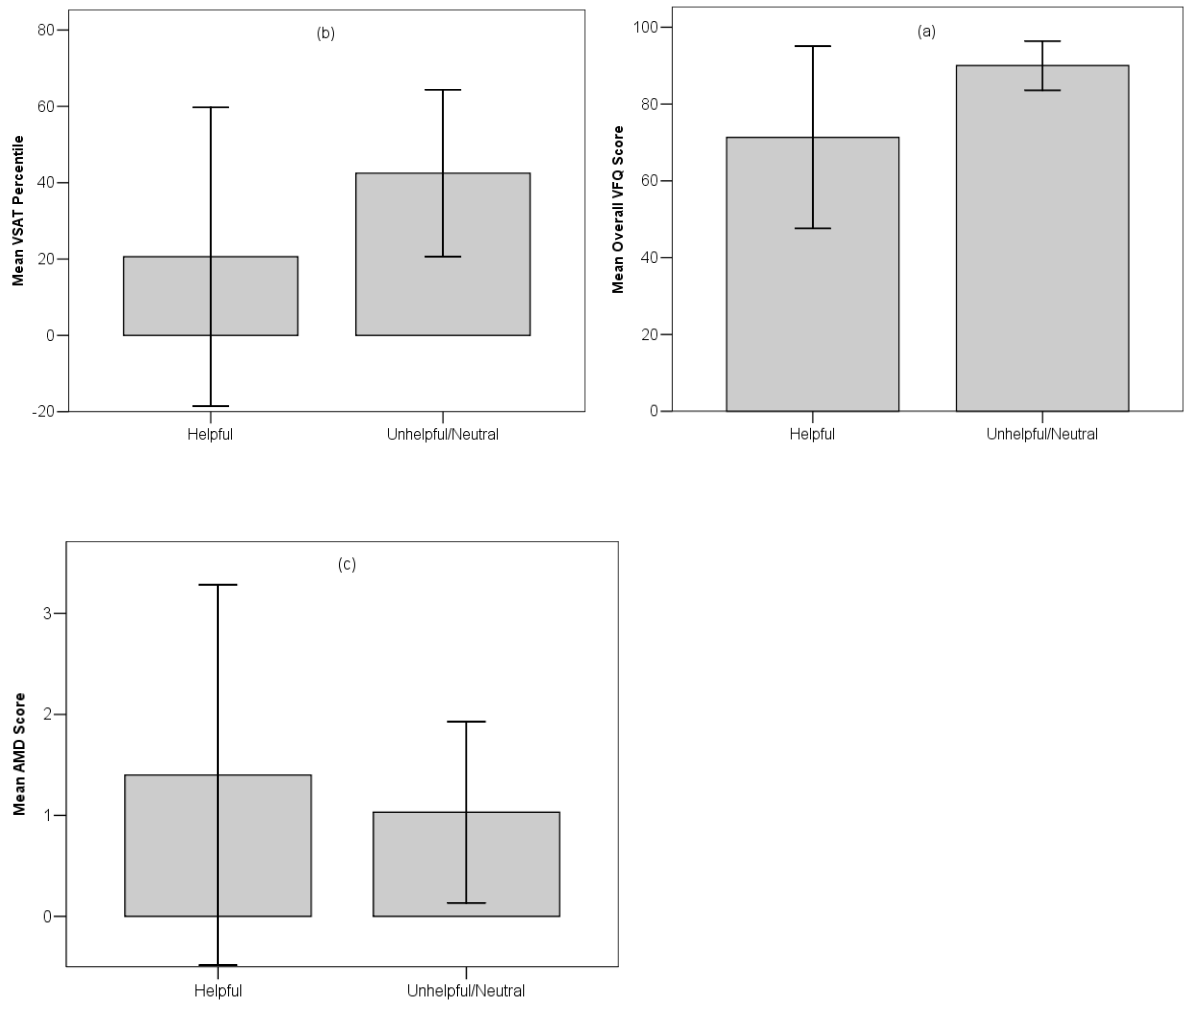 (b)
Mean VSAT Percentile
80
60
40
20
0
-20
Helpful Unhelpful/Neutral
(a)
Mean Overall VFQ Score
100
80
60
40
20
0
Helpful Unhelpful/Neutral
(c)
Mean AMD Score
3
2
1
0
Helpful Unhelpful/Neutral